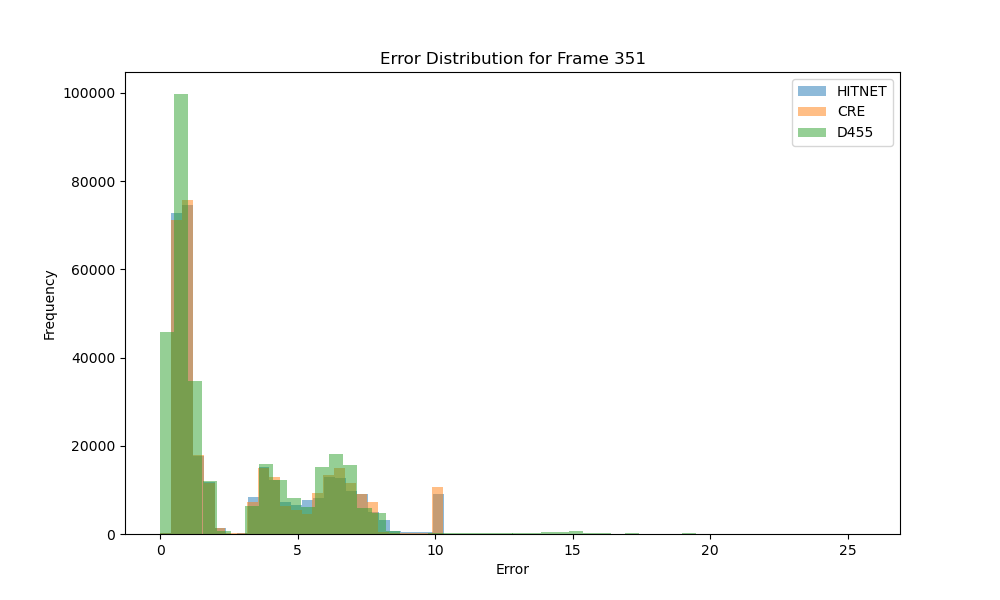 Error Distribution for Frame 351
HITNET
CRE
D455
100000
80000
60000
40000
20000
0
Frequency
0 5 10 15 20 25
Error